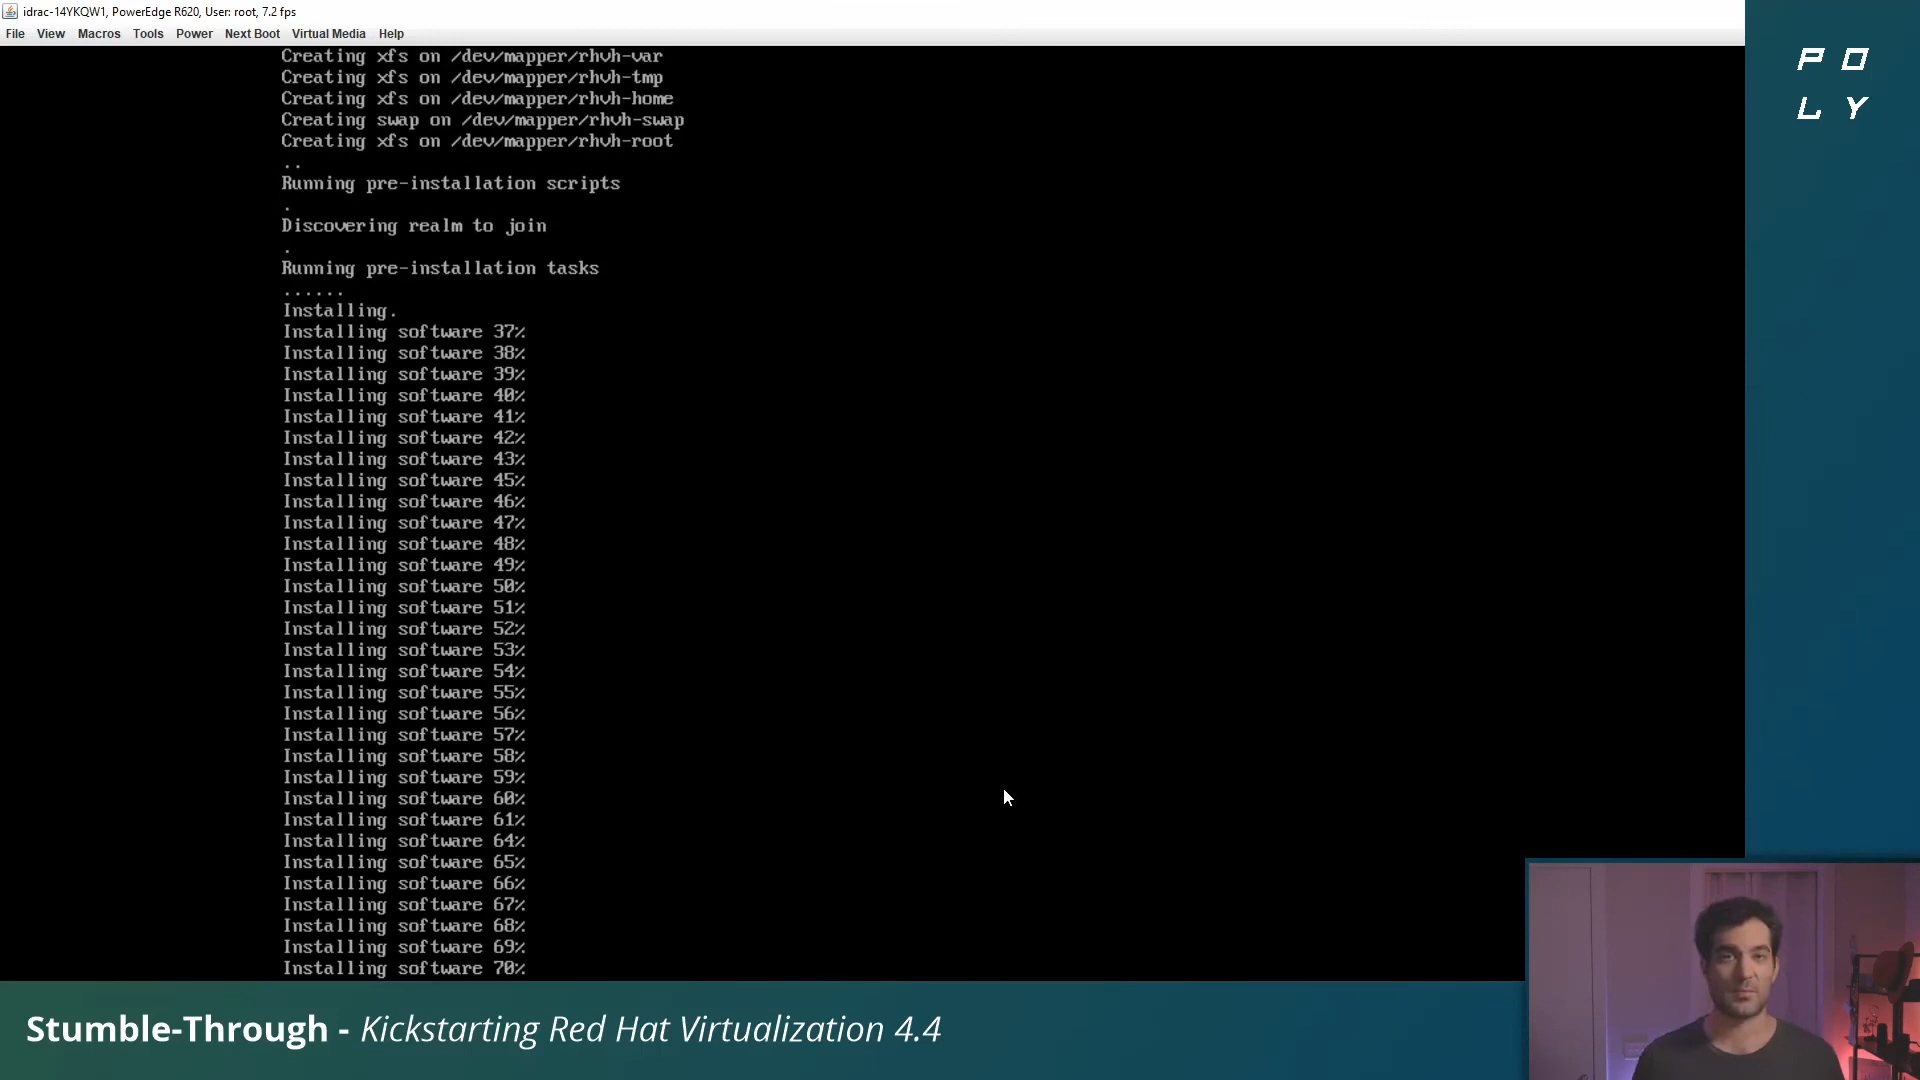 idrac-14YKQW1, PowerEdge R620, User: root, 7.2 fps
File View Macros Tools Power Next Boot Virtual Media Help
Creating xfs on /dev/mapper/rhvh-var
Creating xfs on /dev/mapper/rhvh-tmp
Creating xfs on /dev/mapper/rhvh-home
Creating swap on /dev/mapper/rhvh-swap
Creating xfs on /dev/mapper/rhvh-root
..
Running pre-installation scripts
.
Discovering realm to join
.
Running pre-installation tasks
......
Installing.
Installing software 37%
Installing software 38%
Installing software 39%
Installing software 40%
Installing software 41%
Installing software 42%
Installing software 43%
Installing software 45%
Installing software 46%
Installing software 47%
Installing software 48%
Installing software 49%
Installing software 50%
Installing software 51%
Installing software 52%
Installing software 53%
Installing software 54%
Installing software 55%
Installing software 56%
Installing software 57%
Installing software 58%
Installing software 59%
Installing software 60%
Installing software 61%
Installing software 64%
Installing software 65%
Installing software 66%
Installing software 67%
Installing software 68%
Installing software 69%
Installing software 70%
PO
LY
Stumble-Through - Kickstarting Red Hat Virtualization 4.4